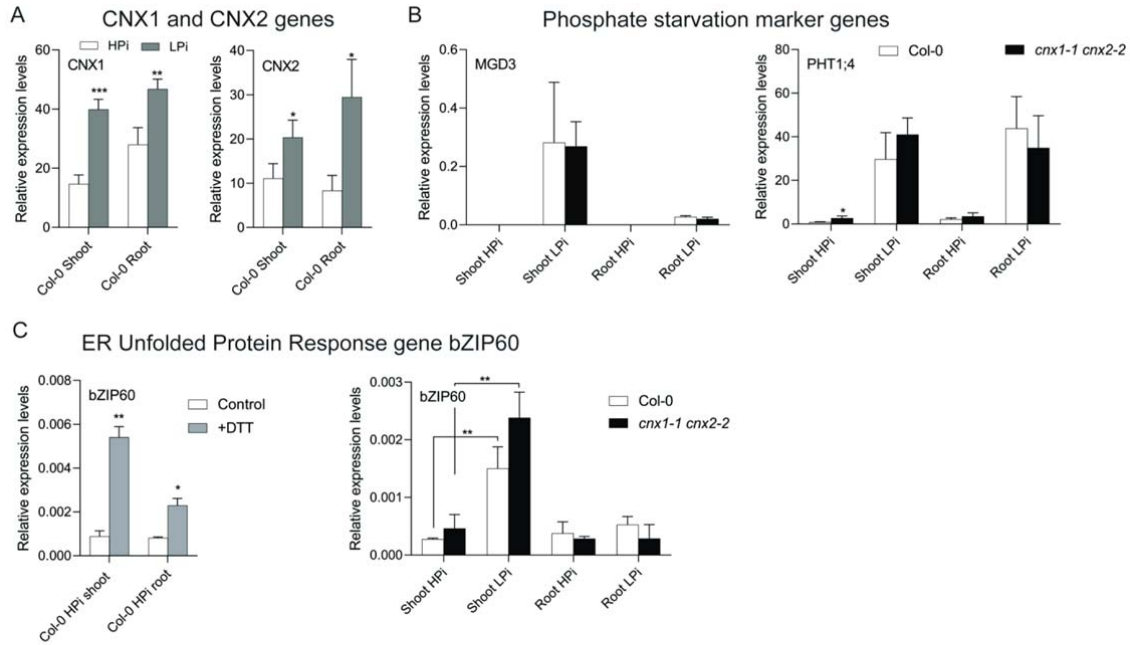 A
CNX1 and CNX2 genes
HPi LPi
CNX1
***
**
Relative expression levels
60
40
20
0
Col-0 Shoot
Col-0 Root
CNX2
*
*
Relative expression levels
40
30
20
10
0
Col-0 Shoot
Col-0 Root
B
Phosphate starvation marker genes
MGD3
Relative expression levels
0.6
0.4
0.2
0.0
Shoot HPi
Shoot LPi
Root HPi
Root LPi
Col-0 cnx1-1 cnx2-2
PHT1;4
*
Relative expression levels
80
60
40
20
0
Shoot HPi
Shoot LPi
Root HPi
Root LPi
C
ER Unfolded Protein Response gene bZIP60
bZIP60
Control
+DTT
**
*
Relative expression levels
0.008
0.006
0.004
0.002
0.000
Col-0 HPi shoot
Col-0 HPi root
bZIP60
**
**
Col-0
cnx1-1 cnx2-2
Relative expression levels
0.003
0.002
0.001
0.000
Shoot HPi
Shoot LPi
Root HPi
Root LPi